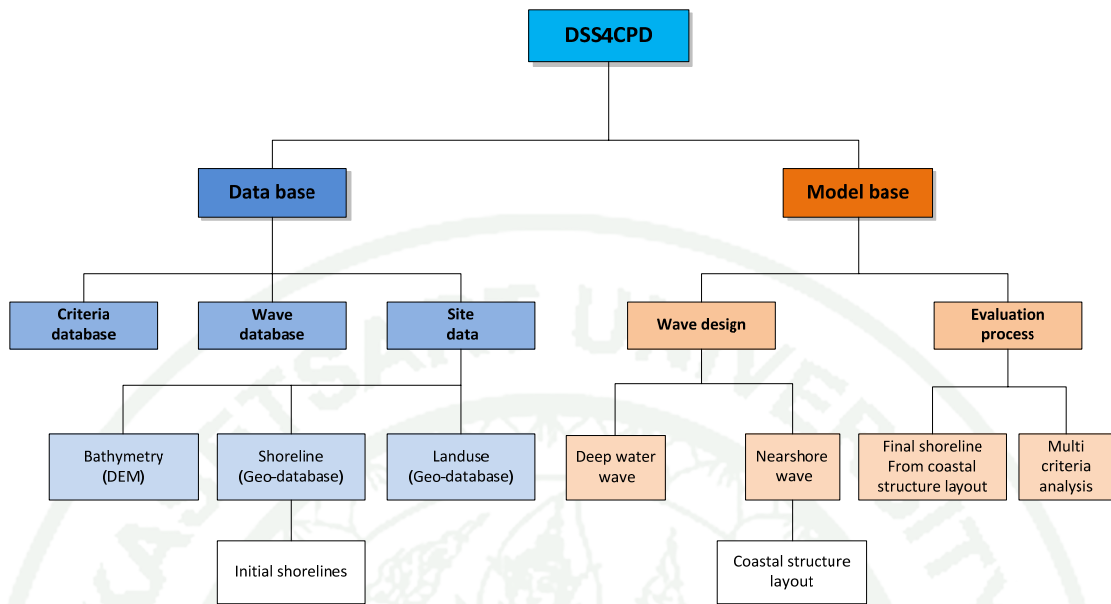 DSS4CPD
Data base
Model base
Criteria
database
Wave
database
Site
data
Wave design
Evaluation
process
Bathymetry
(DEM)
Shoreline
(Geo-database)
Landuse
(Geo-database)
Deep water
wave
Nearshore
wave
Final shoreline
From coastal
structure layout
Multi
criteria
analysis
Initial shorelines
Coastal structure
layout
KASETSART UNIVERSITY